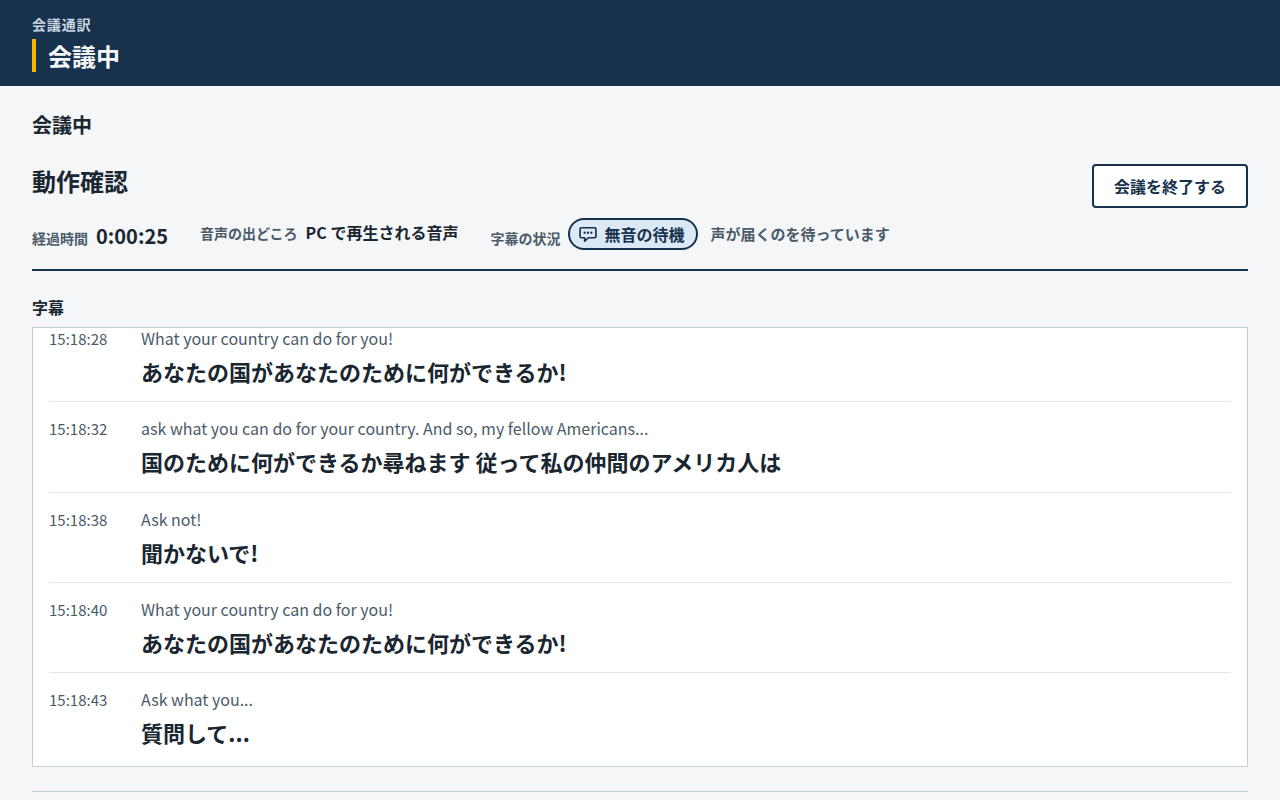 会議通訳
会議中
会議中
動作確認
会議を終了する
経過時間 0:00:25 音声の出どころ PC で再生される音声 字幕の状況 無音の待機 声が届くのを待っています
字幕
15:18:28 What your country can do for you!
あなたの国があなたのために何ができるか!
15:18:32 ask what you can do for your country. And so, my fellow Americans...
国のために何ができるか尋ねます 従って私の仲間のアメリカ人は
15:18:38 Ask not!
聞かないで!
15:18:40 What your country can do for you!
あなたの国があなたのために何ができるか!
15:18:43 Ask what you...
質問して...